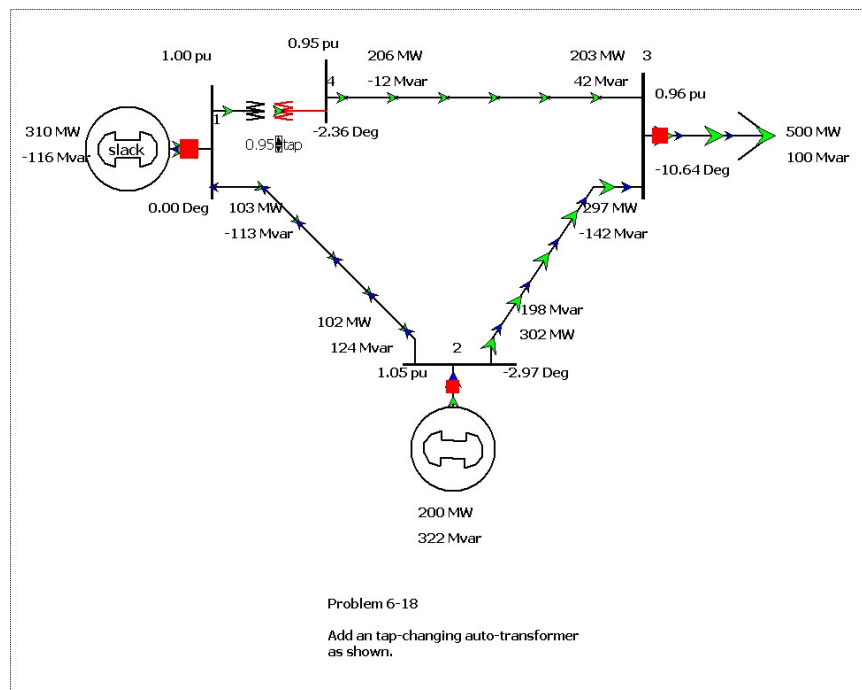 0.95 pu
1.00 pu
206 MW
203 MW
3
-12 Mvar
42 Mvar
4
0.96 pu
1
310 MW
-116 Mvar
slack
-2.36 Deg
500 MW
100 Mvar
0.95 tap
-10.64 Deg
0.00 Deg
103 MW
-113 Mvar
297 MW
-142 Mvar
198 Mvar
302 MW
102 MW
124 Mvar
2
1.05 pu
-2.97 Deg
200 MW
322 Mvar
Problem 6-18
Add an tap-changing auto-transformer
as shown.